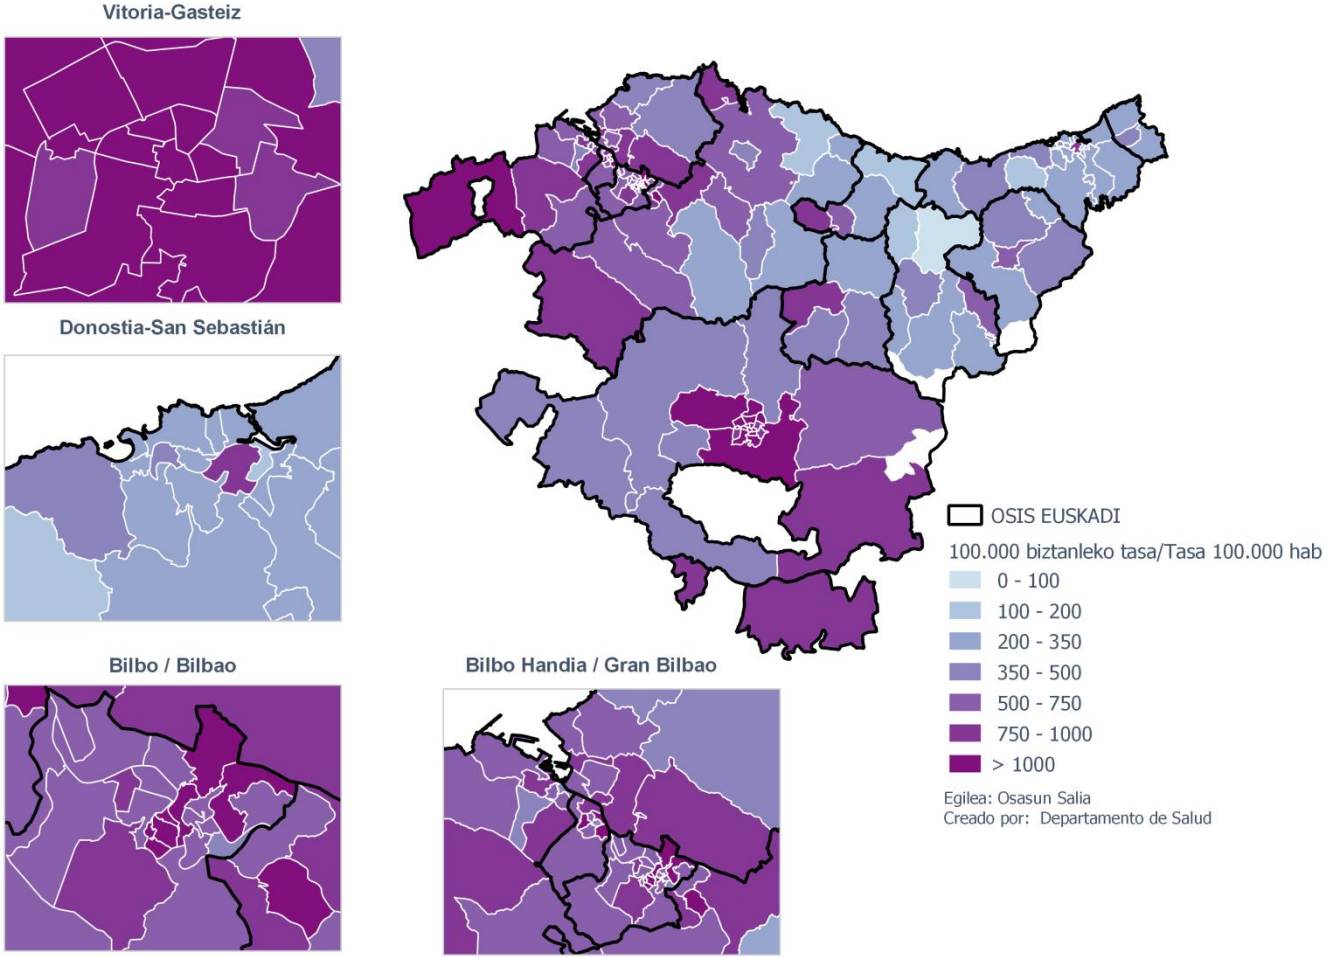 Vitoria-Gasteiz
Donostia-San Sebastián
Bilbo / Bilbao
Bilbo Handia / Gran Bilbao
OSIS EUSKADI
100.000 biztanleko tasa/Tasa 100.000 hab
0 - 100
100 - 200
200 - 350
350 - 500
500 - 750
750 - 1000
> 1000
Egilea: Osasun Salia
Creado por: Departamento de Salud